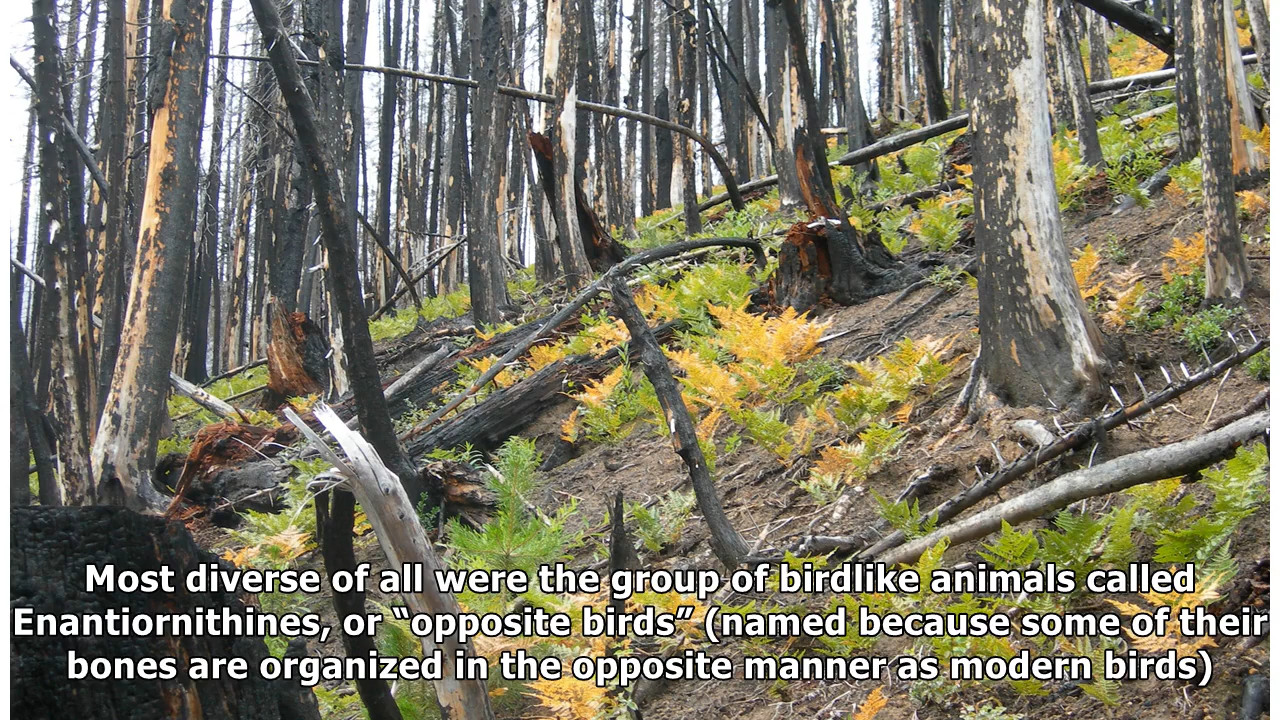 Most diverse of all were the group of birdlike animals called
Enantiornithines, or “opposite birds” (named because some of their
bones are organized in the opposite manner as modern birds)